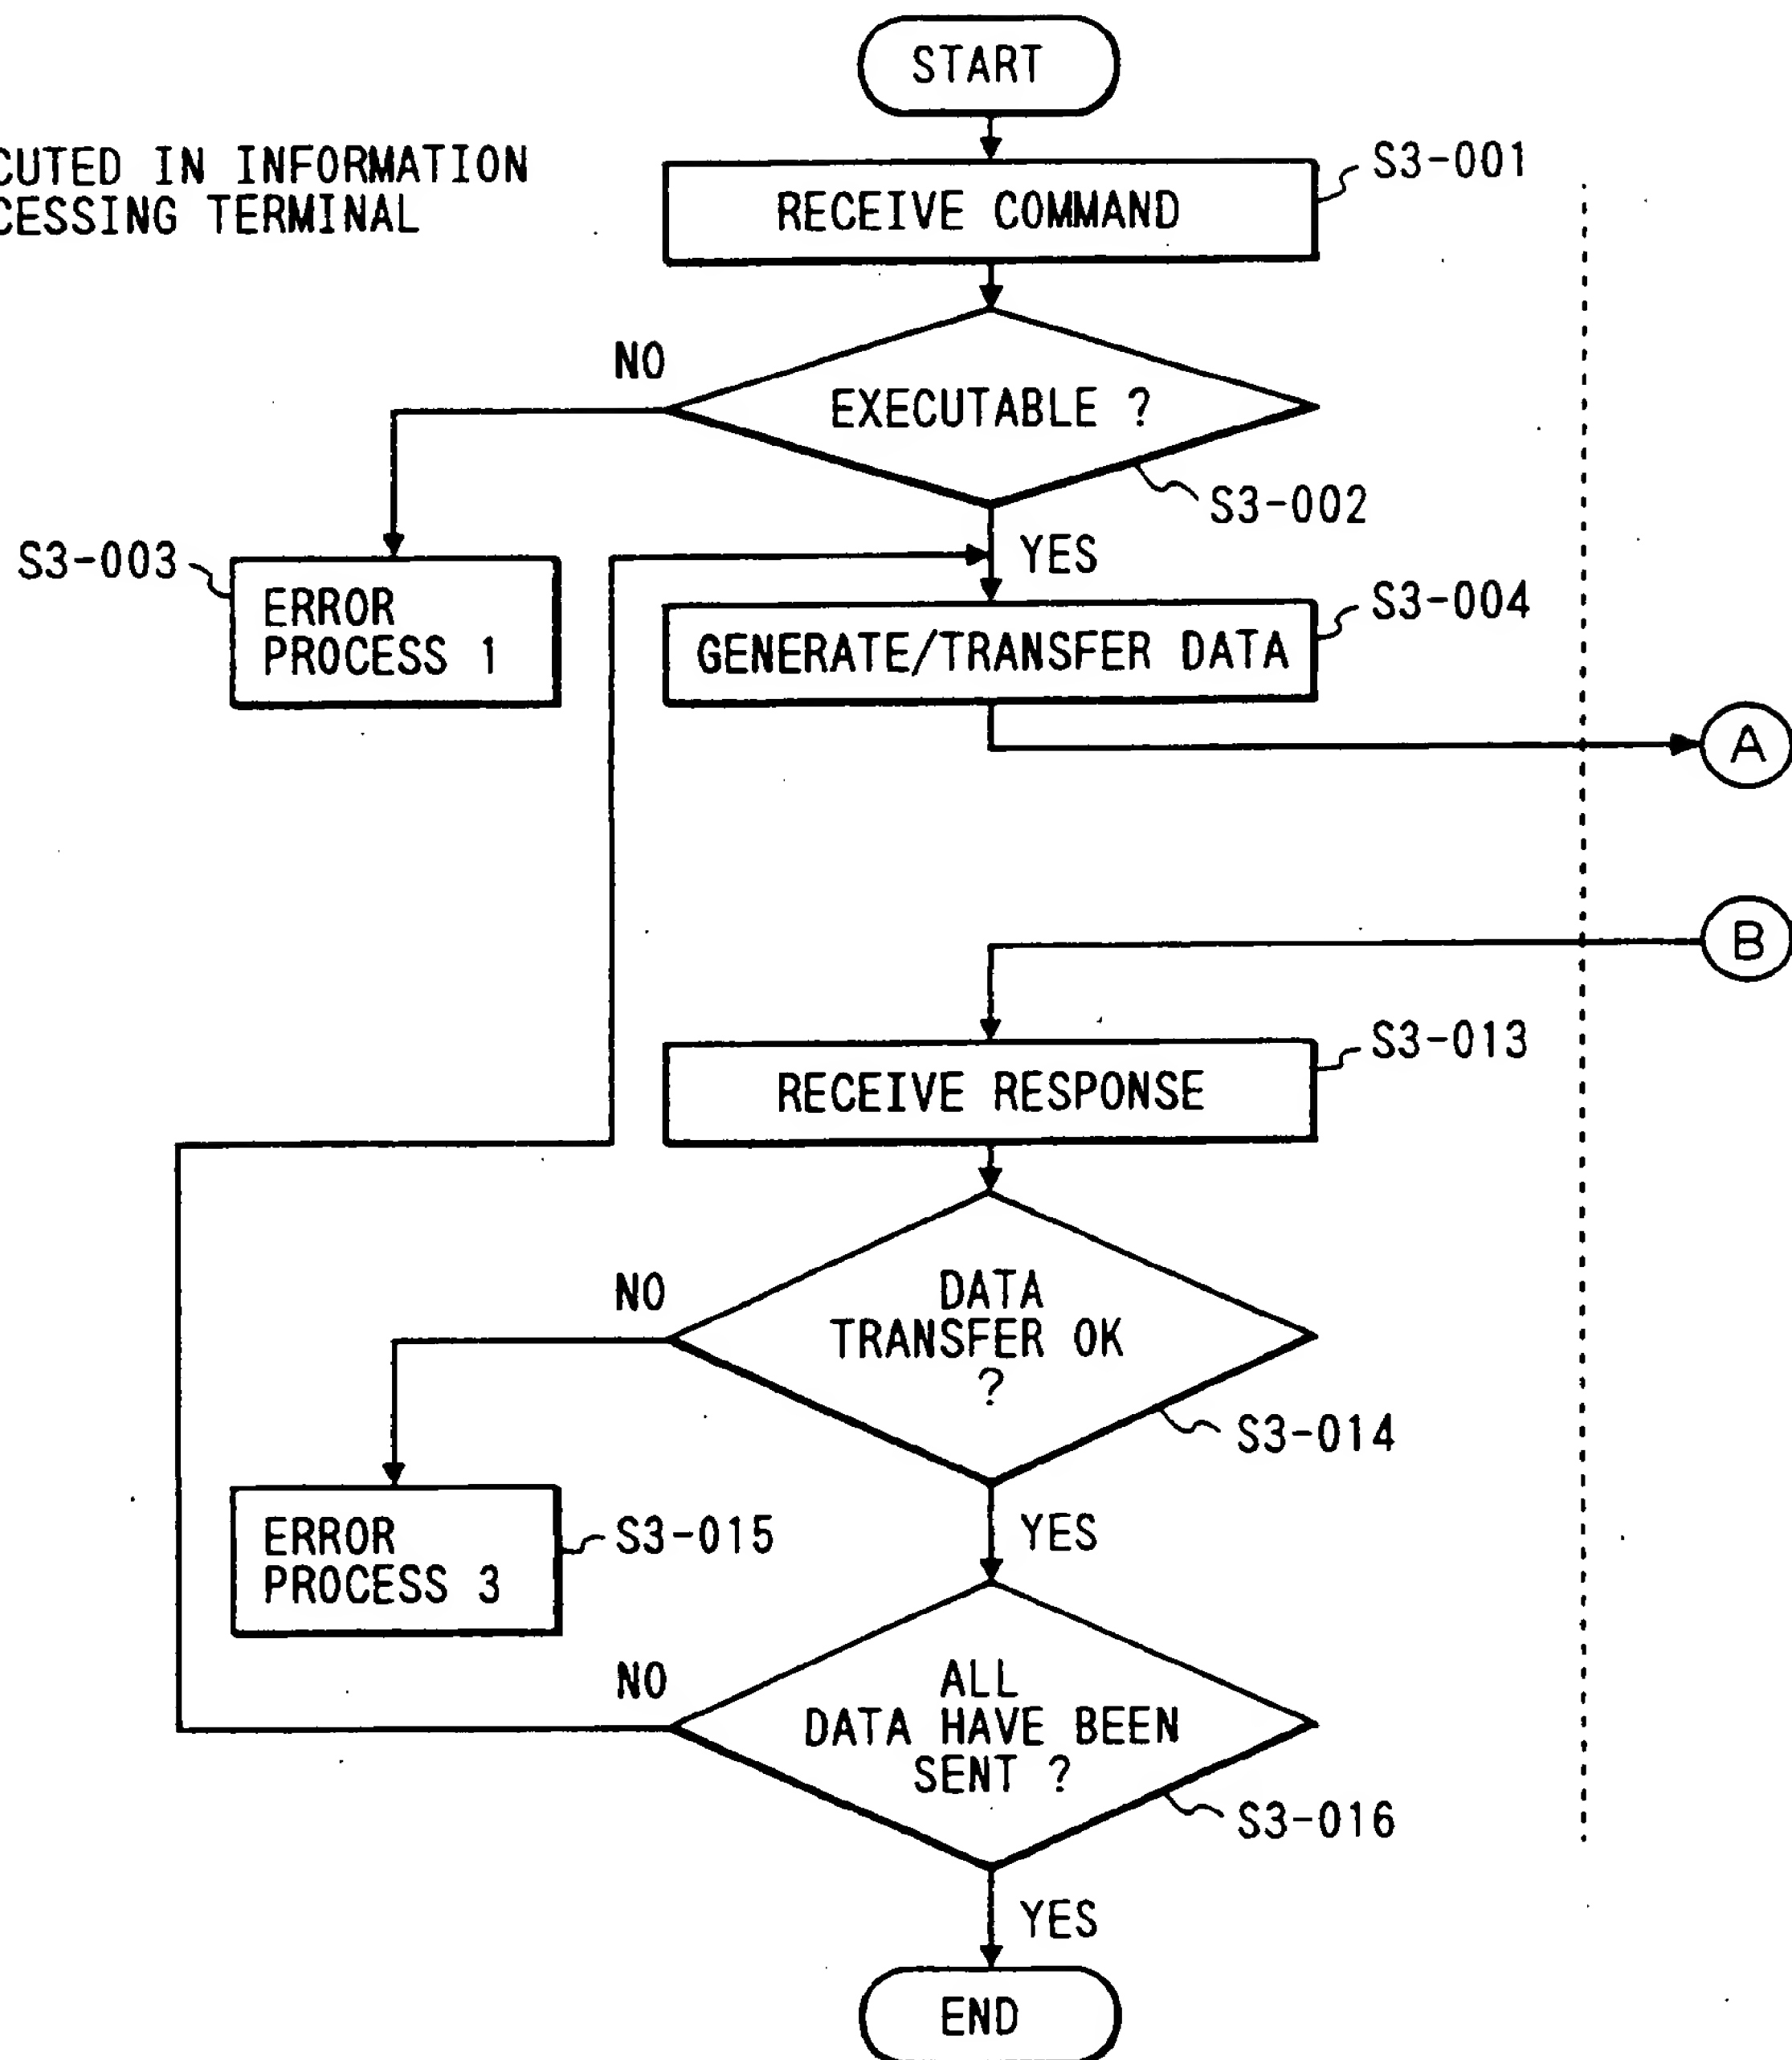 START
IN INFORMATION
TERMINAL
S3-001
RECEIVE COMMAND
NO
EXECUTABLE ?
S3-002
YES
S3-003
ERROR
PROCESS 1
S3-004
GENERATE/TRANSFER DATA
A
B
S3-013
RECEIVE RESPONSE
NO
DATA
TRANSFER OK
?
S3-014
YES
ERROR
PROCESS 3
S3-015
NO
ALL
DATA HAVE BEEN
SENT ?
S3-016
YES
END